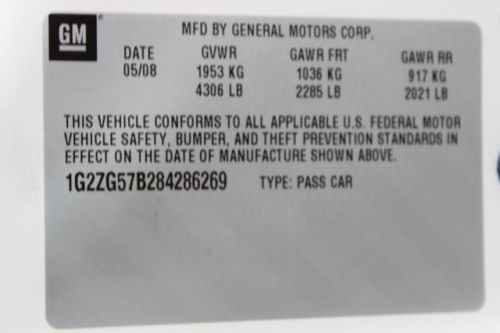 GM
MFD BY GENERAL MOTORS CORP.
DATE GVWR GAWR FRT GAWR RR
05/08 1953 KG 1036 KG 917 KG
4306 LB 2285 LB 2021 LB
THIS VEHICLE CONFORMS TO ALL APPLICABLE U.S. FEDERAL MOTOR
VEHICLE SAFETY, BUMPER, AND THEFT PREVENTION STANDARDS IN
EFFECT ON THE DATE OF MANUFACTURE SHOWN ABOVE.
1G2ZG57B284286269 TYPE: PASS CAR